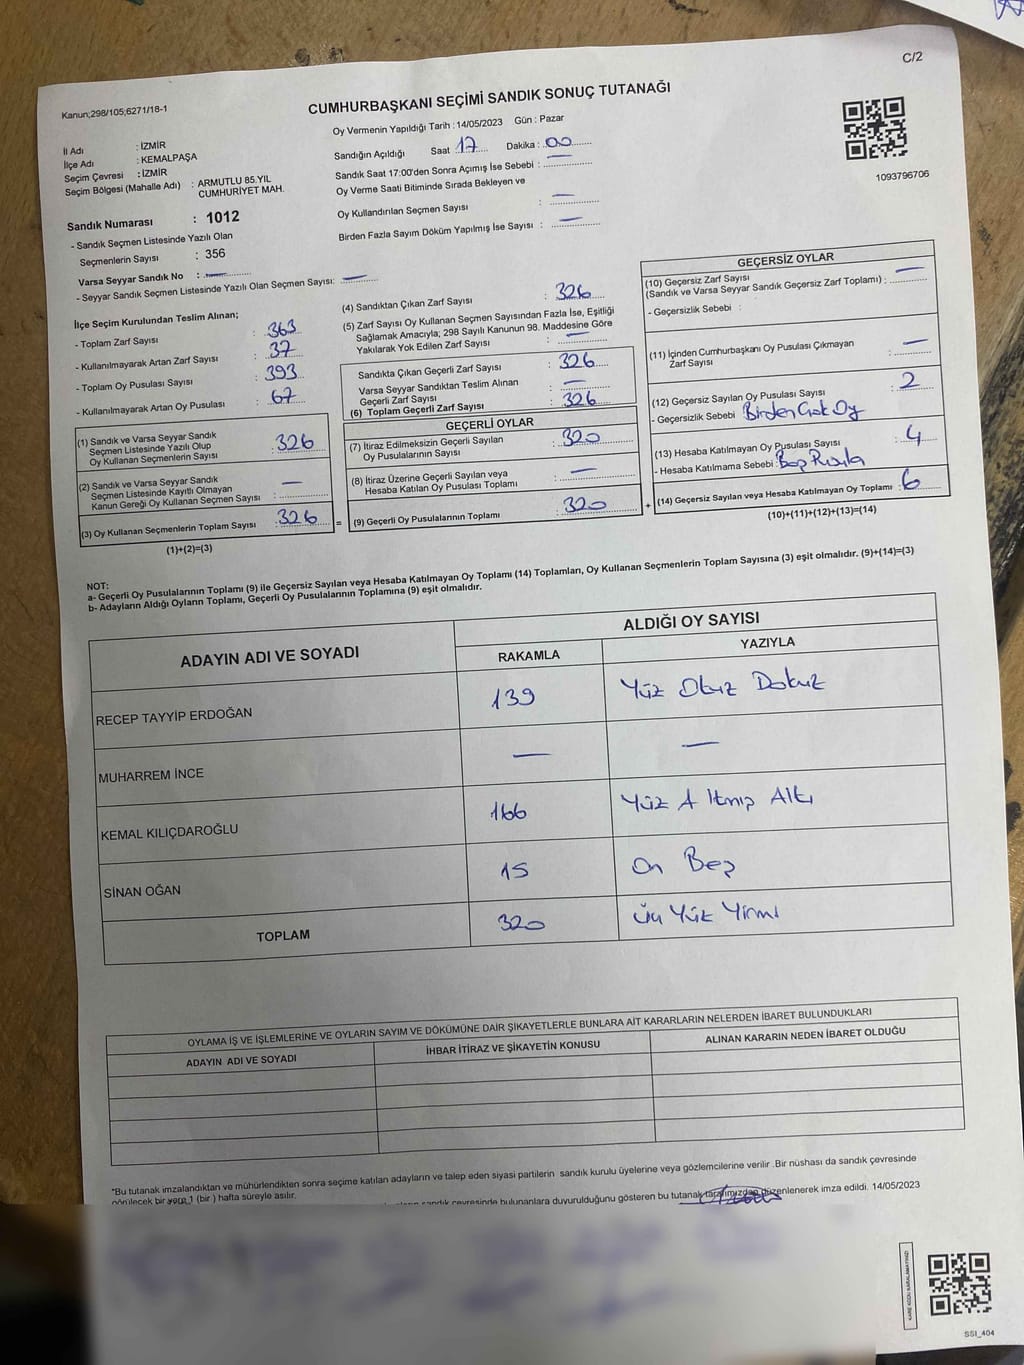 C/2
Kanun;298/105;6271/18-1
CUMHURBAŞKANI SEÇİMİ SANDIK SONUÇ TUTANAĞI
Oy Vermenin Yapıldığı Tarih : 14/05/2023 Gün : Pazar
İl Adı : İZMİR
İlçe Adı : KEMALPAŞA
Seçim Çevresi : İZMİR
Seçim Bölgesi (Mahalle Adı) : ARMUTLU 85.YIL
CUMHURİYET MAH.
Sandık Numarası : 1012
- Sandık Seçmen Listesinde Yazılı Olan
Seçmenlerin Sayısı : 356
Varsa Seyyar Sandık No : —
- Seyyar Sandık Seçmen Listesinde Yazılı Olan Seçmen Sayısı: —
Sandığın Açıldığı Saat : 17 Dakika : 00
Sandık Saat 17:00'den Sonra Açımış İse Sebebi : —
Oy Verme Saati Bitiminde Sırada Bekleyen ve
Oy Kullandırılan Seçmen Sayısı : —
Birden Fazla Sayım Döküm Yapılmış İse Sayısı : —
1093796706
İlçe Seçim Kurulundan Teslim Alınan;
- Toplam Zarf Sayısı : 363
- Kullanılmayarak Artan Zarf Sayısı : 37
- Toplam Oy Pusulası Sayısı : 393
- Kullanılmayarak Artan Oy Pusulası : 67
(1) Sandık ve Varsa Seyyar Sandık
Seçmen Listesinde Yazılı Olup
Oy Kullanan Seçmenlerin Sayısı : 326
(2) Sandık ve Varsa Seyyar Sandık
Seçmen Listesinde Kayıtlı Olmayan
Kanun Gereği Oy Kullanan Seçmen Sayısı : —
(3) Oy Kullanan Seçmenlerin Toplam Sayısı : 326
(1)+(2)=(3)
(4) Sandıktan Çıkan Zarf Sayısı : 326
(5) Zarf Sayısı Oy Kullanan Seçmen Sayısından Fazla İse, Eşitliği
Sağlamak Amacıyla; 298 Sayılı Kanunun 98. Maddesine Göre
Yakılarak Yok Edilen Zarf Sayısı : —
Sandıkta Çıkan Geçerli Zarf Sayısı : 326
Varsa Seyyar Sandıktan Teslim Alınan
Geçerli Zarf Sayısı : —
(6) Toplam Geçerli Zarf Sayısı : 326
GEÇERLİ OYLAR
(7) İtiraz Edilmeksizin Geçerli Sayılan
Oy Pusulalarının Sayısı : 320
(8) İtiraz Üzerine Geçerli Sayılan veya
Hesaba Katılan Oy Pusulası Toplamı : —
= (9) Geçerli Oy Pusulalarının Toplamı : 320
GEÇERSİZ OYLAR
(10) Geçersiz Zarf Sayısı
(Sandık ve Varsa Seyyar Sandık Geçersiz Zarf Toplamı) : —
- Geçersizlik Sebebi :
(11) İçinden Cumhurbaşkanı Oy Pusulası Çıkmayan
Zarf Sayısı : —
(12) Geçersiz Sayılan Oy Pusulası Sayısı : 2
- Geçersizlik Sebebi : Birden Çok Oy
(13) Hesaba Katılmayan Oy Pusulası Sayısı : 4
- Hesaba Katılmama Sebebi :
+ (14) Geçersiz Sayılan veya Hesaba Katılmayan Oy Toplamı : 6
(10)+(11)+(12)+(13)=(14)
NOT:
a- Geçerli Oy Pusulalarının Toplamı (9) ile Geçersiz Sayılan veya Hesaba Katılmayan Oy Toplamı (14) Toplamları, Oy Kullanan Seçmenlerin Toplam Sayısına (3) eşit olmalıdır. (9)+(14)=(3)
b- Adayların Aldığı Oyların Toplamı, Geçerli Oy Pusulalarının Toplamına (9) eşit olmalıdır.
ADAYIN ADI VE SOYADI
ALDIĞI OY SAYISI
RAKAMLA YAZIYLA
RECEP TAYYİP ERDOĞAN 139 Yüz Otuz Dokuz
MUHARREM İNCE — —
KEMAL KILIÇDAROĞLU 166 Yüz Altmış Altı
SİNAN OĞAN 15 On Beş
TOPLAM 320 Üç Yüz Yirmi
OYLAMA İŞ VE İŞLEMLERİNE VE OYLARIN SAYIM VE DÖKÜMÜNE DAİR ŞİKAYETLERLE BUNLARA AİT KARARLARIN NELERDEN İBARET BULUNDUKLARI
ADAYIN ADI VE SOYADI İHBAR İTİRAZ VE ŞİKAYETİN KONUSU ALINAN KARARIN NEDEN İBARET OLDUĞU
*Bu tutanak imzalandıktan ve mühürlendikten sonra seçime katılan adayların ve talep eden siyasi partilerin sandık kurulu üyelerine veya gözlemcilerine verilir .Bir nüshası da sandık çevresinde
görülecek bir yere 1 (bir ) hafta süreyle asılır.
sandık çevresinde bulunanlara duyurulduğunu gösteren bu tutanak tarafımızdan düzenlenerek imza edildi. 14/05/2023
KARE KODU KARALAMAYINIZ!
SSI_404